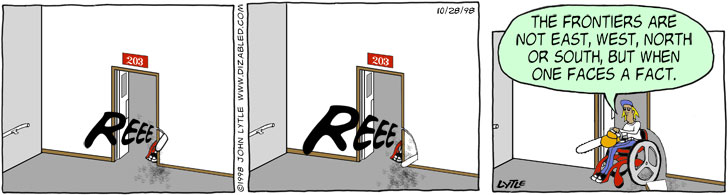 203
REEE
©1998 JOHN LYTLE WWW.DIZABLED.COM
10/28/98
203
REEE
THE FRONTIERS ARE
NOT EAST, WEST, NORTH
OR SOUTH, BUT WHEN
ONE FACES A FACT.
LYTLE